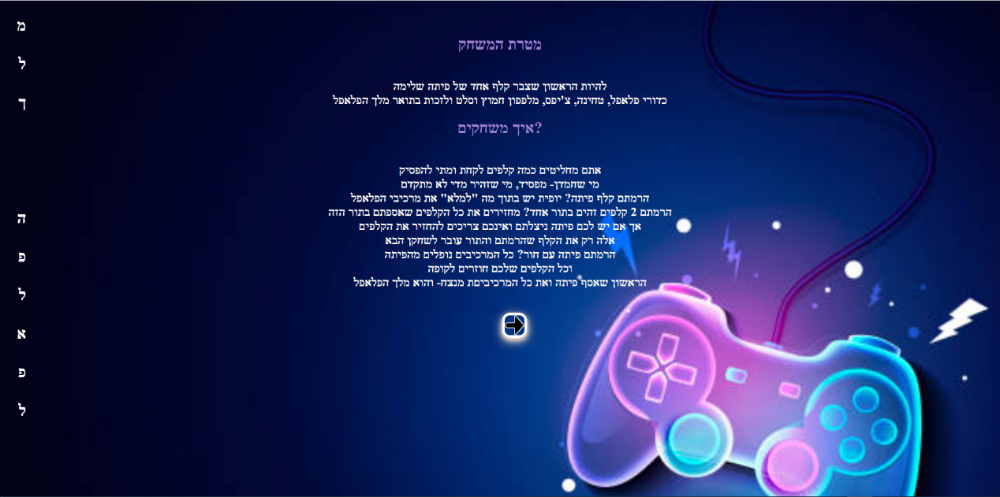 מ
ל
ך
ה
פ
ל
א
פ
ל
מטרת המשחק
להיות הראשון שצבר קלף אחד של פיתה שלימה
כדורי פלאפל, טחינה, צ'יפס, מלפפון חמוץ וסלט ולזכות בתואר מלך הפלאפל
?איך משחקים
אתם מחליטים כמה קלפים לקחת ומתי להפסיק
מי שחמדן- מפסיד, מי שזהיר מדי לא מתקדם
הרמתם קלף פיתה? יופית יש בתוך מה "למלא" את מרכיבי הפלאפל
הרמתם 2 קלפים זהים בתור אחד? מחזירים את כל הקלפים שאספתם בתור הזה
אך אם יש לכם פיתה ניצלתם ואינכם צריכים להחזיר את הקלפים
אלה רק את הקלף שהרמתם והתור עובר לשחקן הבא
הרמתם פיתה עם חור? כל המרכיבים נופלים מהפיתה
וכל הקלפים שלכם חוזרים לקופה
הראשון שאסף פיתה ואת כל המרכיביםת מנצח- והוא מלך הפלאפל